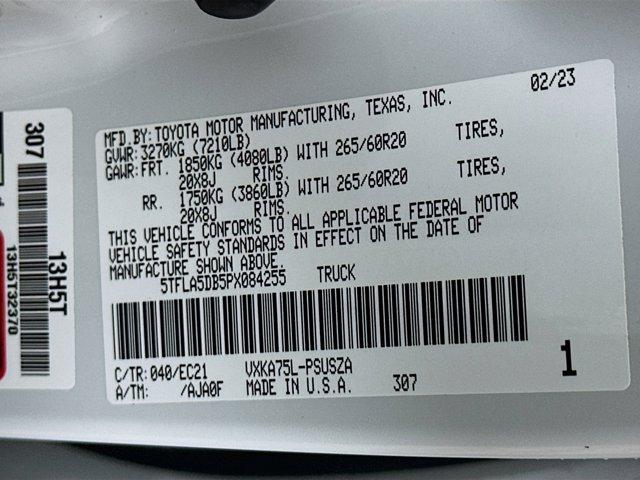 02/23
MFD. BY: TOYOTA MOTOR MANUFACTURING, TEXAS, INC.
GVWR: 3270KG (7210LB)
GAWR: FRT. 1850KG (4080LB) WITH 265/60R20 TIRES,
20X8J RIMS.
RR. 1750KG (3860LB) WITH 265/60R20 TIRES,
20X8J RIMS.
THIS VEHICLE CONFORMS TO ALL APPLICABLE FEDERAL MOTOR
VEHICLE SAFETY STANDARDS IN EFFECT ON THE DATE OF
MANUFACTURE SHOWN ABOVE.
5TFLA5DB5PX084255 TRUCK
C/TR: 040/EC21 VXKA75L-PSUSZA
A/TM: /AJA0F MADE IN U.S.A. 307
1
307
13H5T
13H5T32370